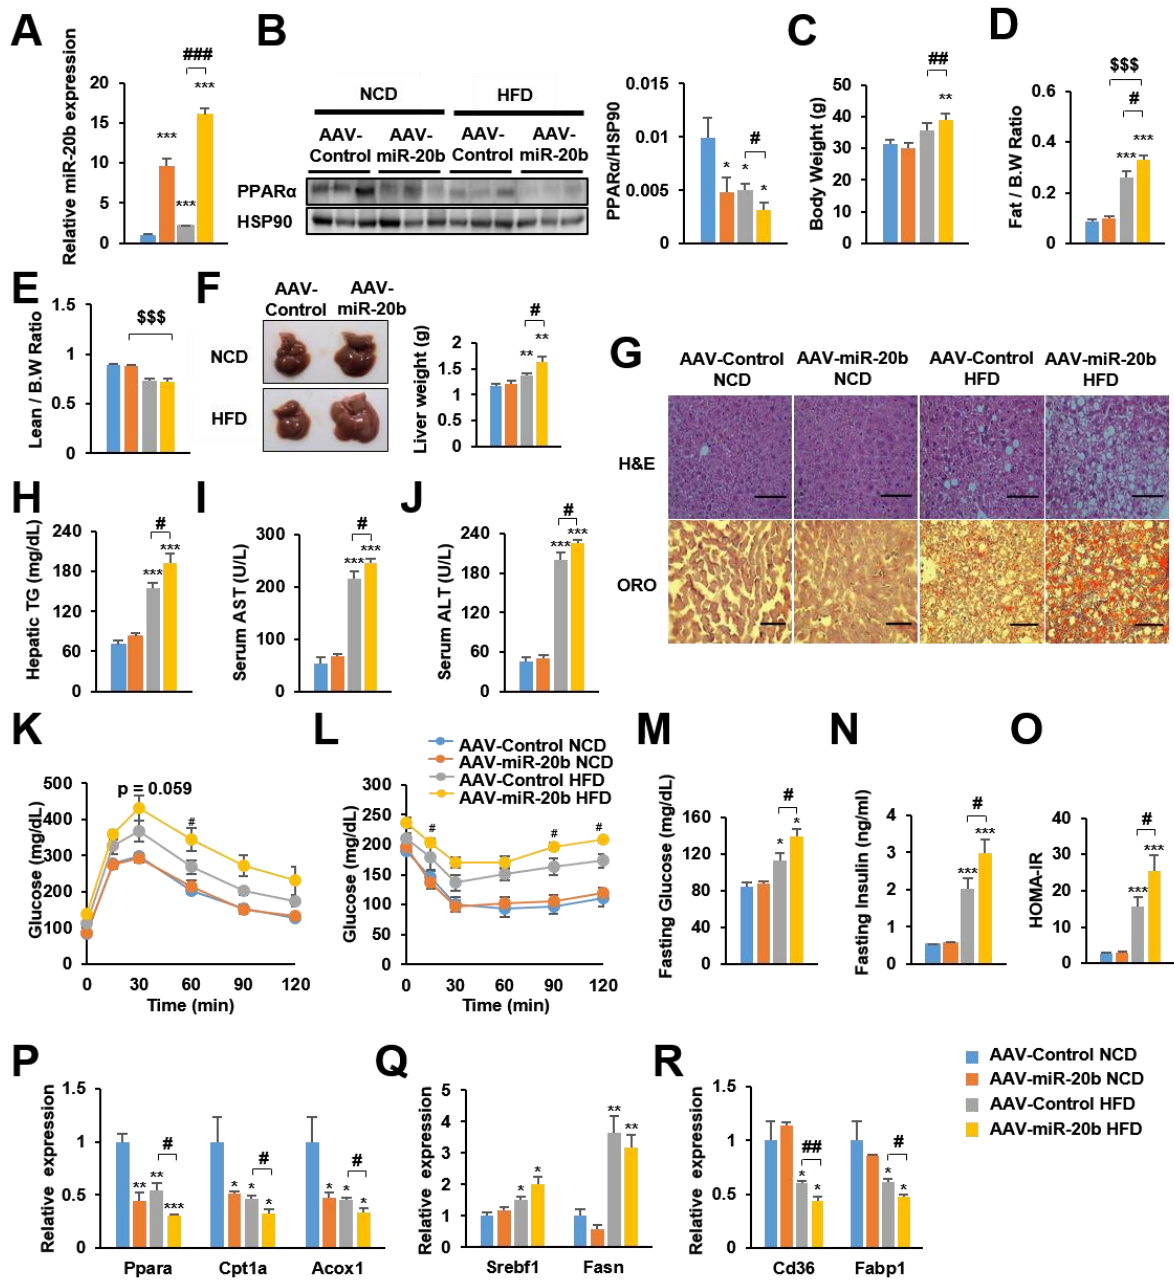 A
Relative miR-20b expression
20
15
10
5
0
***
***
***
###
B
NCD
HFD
AAV-
Control
AAV-
miR-20b
AAV-
Control
AAV-
miR-20b
PPARα
HSP90
PPARα/HSP90
0.015
0.01
0.005
0
*
*
*
#
C
Body Weight (g)
50
40
30
20
10
0
##
**
D
Fat / B.W Ratio
0.6
0.4
0.2
0
$$$
#
***
***
E
Lean / B.W Ratio
1.5
1
0.5
0
$$$
F
AAV-
Control
AAV-
miR-20b
NCD
HFD
Liver weight (g)
2
1.5
1
0.5
0
#
**
**
G
AAV-Control
NCD
AAV-miR-20b
NCD
AAV-Control
HFD
AAV-miR-20b
HFD
H&E
ORO
H
Hepatic TG (mg/dL)
240
180
120
60
0
#
***
***
I
Serum AST (U/L)
300
200
100
0
#
***
***
J
Serum ALT (U/L)
240
180
120
60
0
#
***
***
K
Glucose (mg/dL)
500
400
300
200
100
0
p = 0.059
#
0
30
60
90
120
Time (min)
L
AAV-Control NCD
AAV-miR-20b NCD
AAV-Control HFD
AAV-miR-20b HFD
Glucose (mg/dL)
300
250
200
150
100
50
0
#
#
#
0
30
60
90
120
Time (min)
M
Fasting Glucose (mg/dL)
160
120
80
40
0
#
*
*
N
Fasting Insulin (ng/ml)
4
3
2
1
0
#
***
***
O
HOMA-IR
40
30
20
10
0
#
***
***
P
Relative expression
1.5
1
0.5
0
**
**
***
#
*
*
*
#
*
*
*
#
Ppara
Cpt1a
Acox1
Q
Relative expression
5
4
3
2
1
0
*
*
**
**
Srebf1
Fasn
R
Relative expression
1.5
1
0.5
0
##
*
*
#
*
*
Cd36
Fabp1
AAV-Control NCD
AAV-miR-20b NCD
AAV-Control HFD
AAV-miR-20b HFD